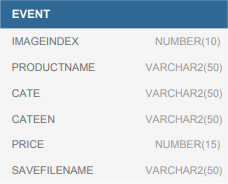 EVENT
IMAGEINDEX NUMBER(10)
PRODUCTNAME VARCHAR2(50)
CATE VARCHAR2(50)
CATEEN VARCHAR2(50)
PRICE NUMBER(15)
SAVEFILENAME VARCHAR2(50)